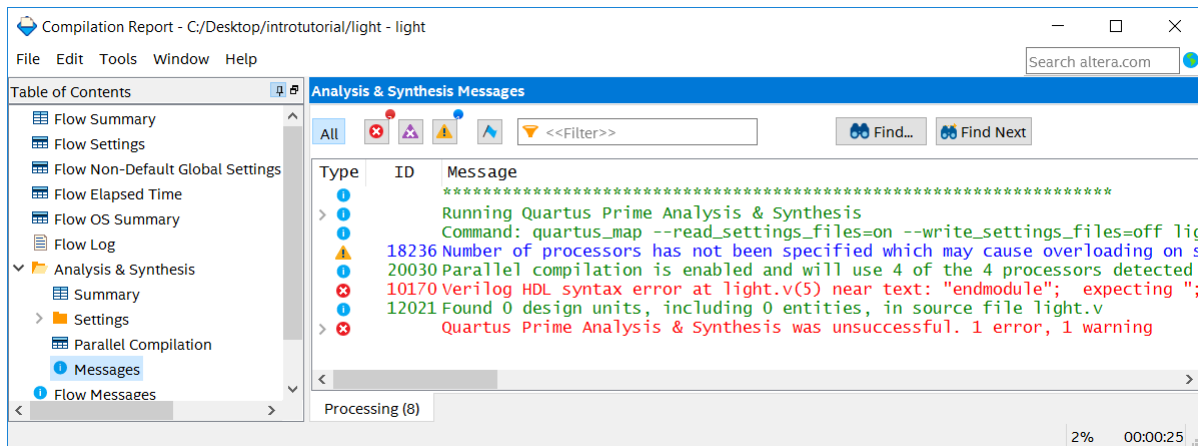 Compilation Report - C:/Desktop/introtutorial/light - light
File Edit Tools Window Help
Search altera.com
Table of Contents
Flow Summary
Flow Settings
Flow Non-Default Global Settings
Flow Elapsed Time
Flow OS Summary
Flow Log
Analysis & Synthesis
Summary
Settings
Parallel Compilation
Messages
Flow Messages
Analysis & Synthesis Messages
All <<Filter>> Find... Find Next
Type ID Message
*******************************************************************
Running Quartus Prime Analysis & Synthesis
Command: quartus_map --read_settings_files=on --write_settings_files=off lig
18236 Number of processors has not been specified which may cause overloading on s
20030 Parallel compilation is enabled and will use 4 of the 4 processors detected
10170 Verilog HDL syntax error at light.v(5) near text: "endmodule"; expecting ";
12021 Found 0 design units, including 0 entities, in source file light.v
Quartus Prime Analysis & Synthesis was unsuccessful. 1 error, 1 warning
Processing (8)
2% 00:00:25